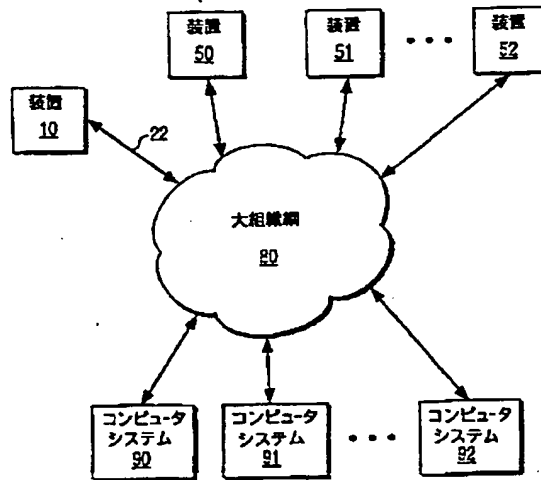 装置
50
装置
51
• • •
装置
52
装置
10
22
大組織網
80
コンピュータ
システム
90
コンピュータ
システム
91
• • •
コンピュータ
システム
92